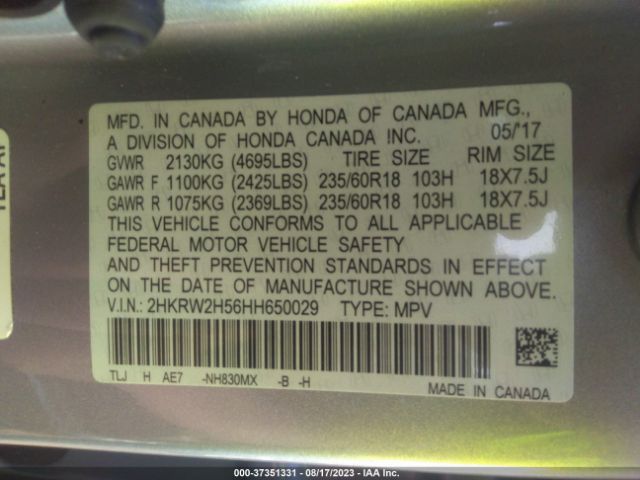 MFD. IN CANADA BY HONDA OF CANADA MFG.,
A DIVISION OF HONDA CANADA INC. 05/'17
GVWR 2130KG (4695LBS) TIRE SIZE RIM SIZE
GAWR F 1100KG (2425LBS) 235/60R18 103H 18X7.5J
GAWR R 1075KG (2369LBS) 235/60R18 103H 18X7.5J
THIS VEHICLE CONFORMS TO ALL APPLICABLE
FEDERAL MOTOR VEHICLE SAFETY
AND THEFT PREVENTION STANDARDS IN EFFECT
ON THE DATE OF MANUFACTURE SHOWN ABOVE.
V.I.N.: 2HKRW2H56HH650029 TYPE: MPV
TLJ H AE7 -NH830MX -B -H
MADE IN CANADA
000-37351331 - 08/17/2023 - IAA Inc.